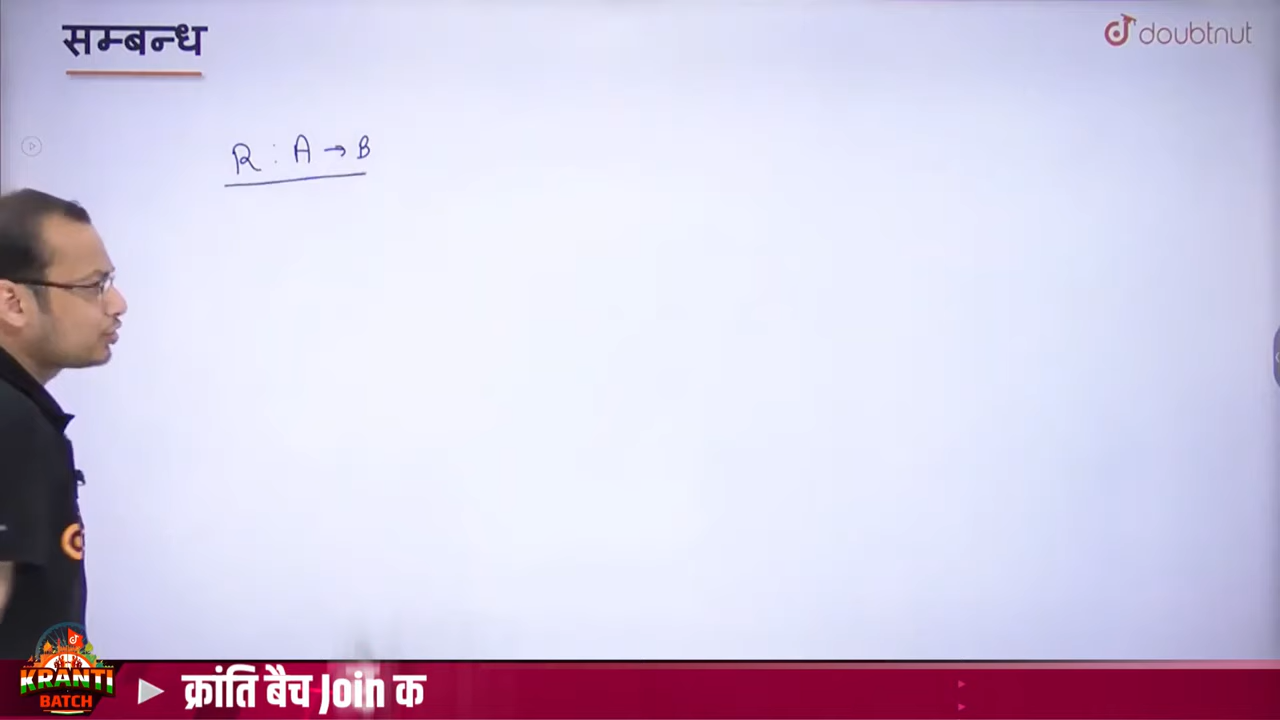 सम्बन्ध
doubtnut
R : A → B
KRANTI
BATCH
क्रांति बैच Join क